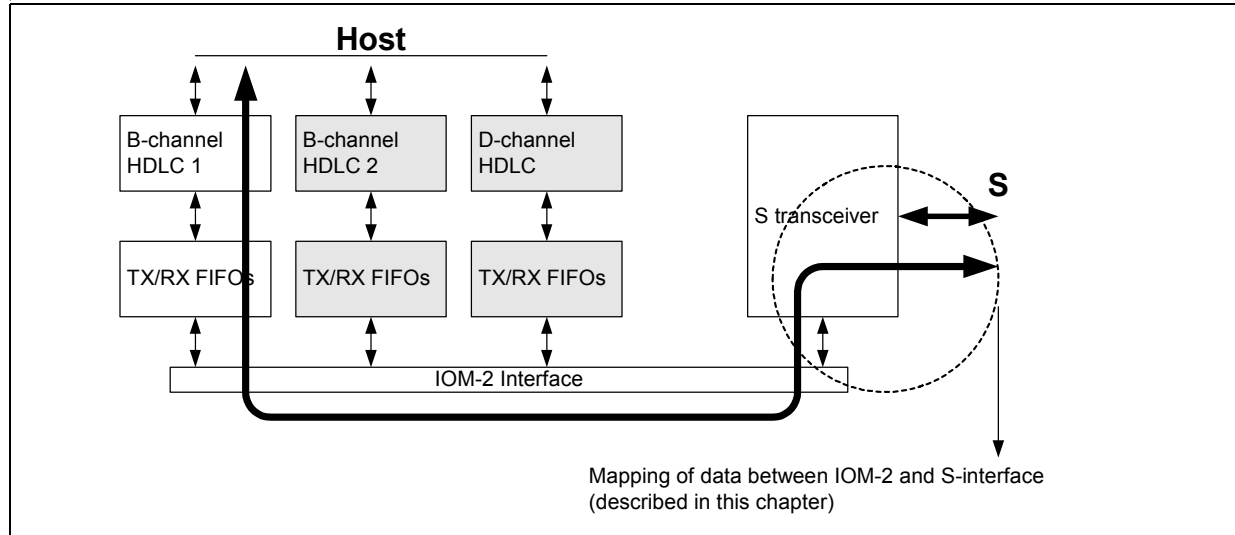 Host
B-channel
HDLC 1
B-channel
HDLC 2
D-channel
HDLC
S
S transceiver
TX/RX FIFOs
TX/RX FIFOs
TX/RX FIFOs
IOM-2 Interface
Mapping of data between IOM-2 and S-interface
(described in this chapter)